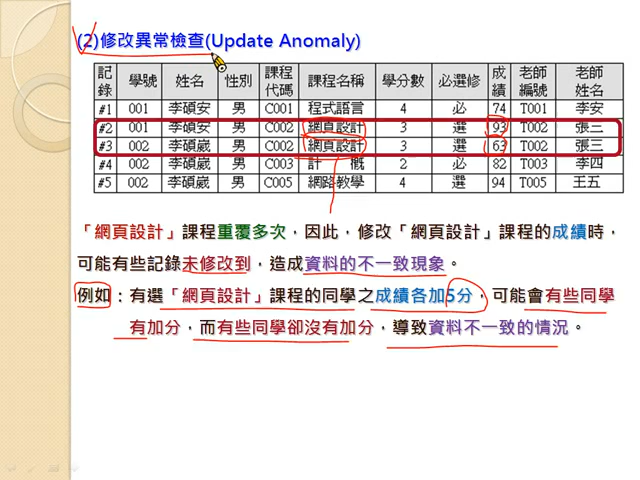 (2)修改異常檢查(Update Anomaly)
記錄 學號 姓名 性別 課程代碼 課程名稱 學分數 必選修 成績 老師編號 老師姓名
#1 001 李碩安 男 C001 程式語言 4 必 74 T001 李安
#2 001 李碩安 男 C002 網頁設計 3 選 93 T002 張三
#3 002 李碩崴 男 C002 網頁設計 3 選 63 T002 張三
#4 002 李碩崴 男 C003 計 概 2 必 82 T003 李四
#5 002 李碩崴 男 C005 網路教學 4 選 94 T005 王五
「網頁設計」課程重覆多次，因此，修改「網頁設計」課程的成績時，
可能有些記錄未修改到，造成資料的不一致現象。
例如：有選「網頁設計」課程的同學之成績各加5分，可能會有些同學
有加分，而有些同學卻沒有加分，導致資料不一致的情況。